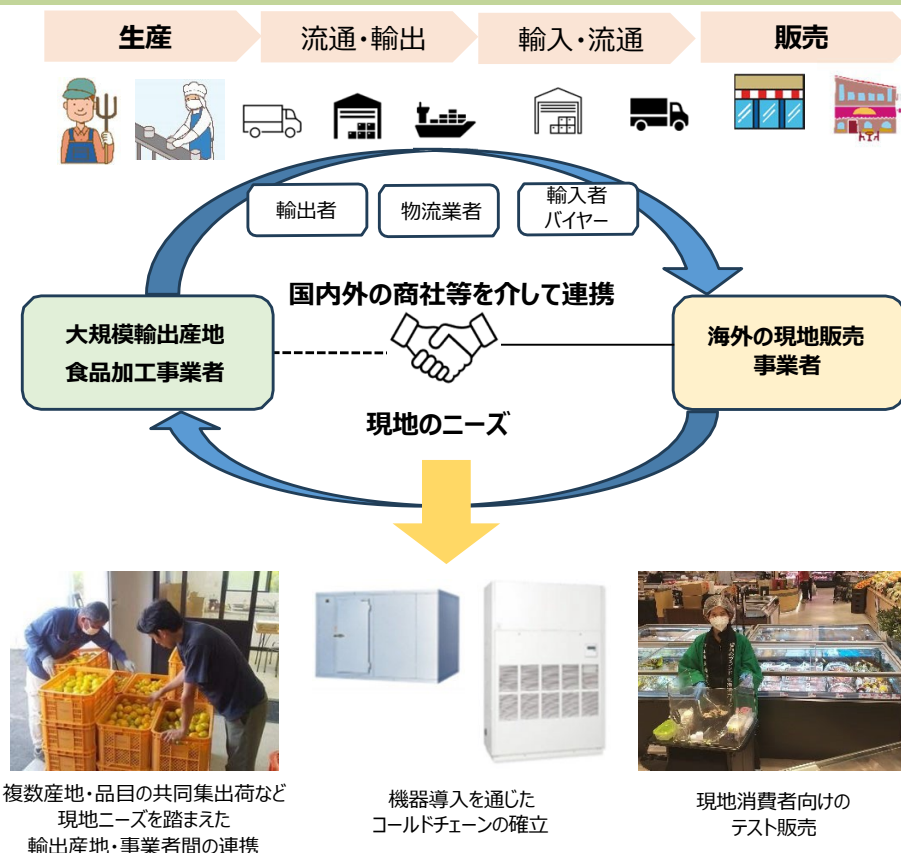 生産
流通・輸出
輸入・流通
販売
輸出者
物流業者
輸入者
バイヤー
国内外の商社等を介して連携
大規模輸出産地
食品加工事業者
海外の現地販売
事業者
現地のニーズ
複数産地・品目の共同集出荷など
現地ニーズを踏まえた
輸出産地・事業者間の連携
機器導入を通じた
コールドチェーンの確立
現地消費者向けの
テスト販売